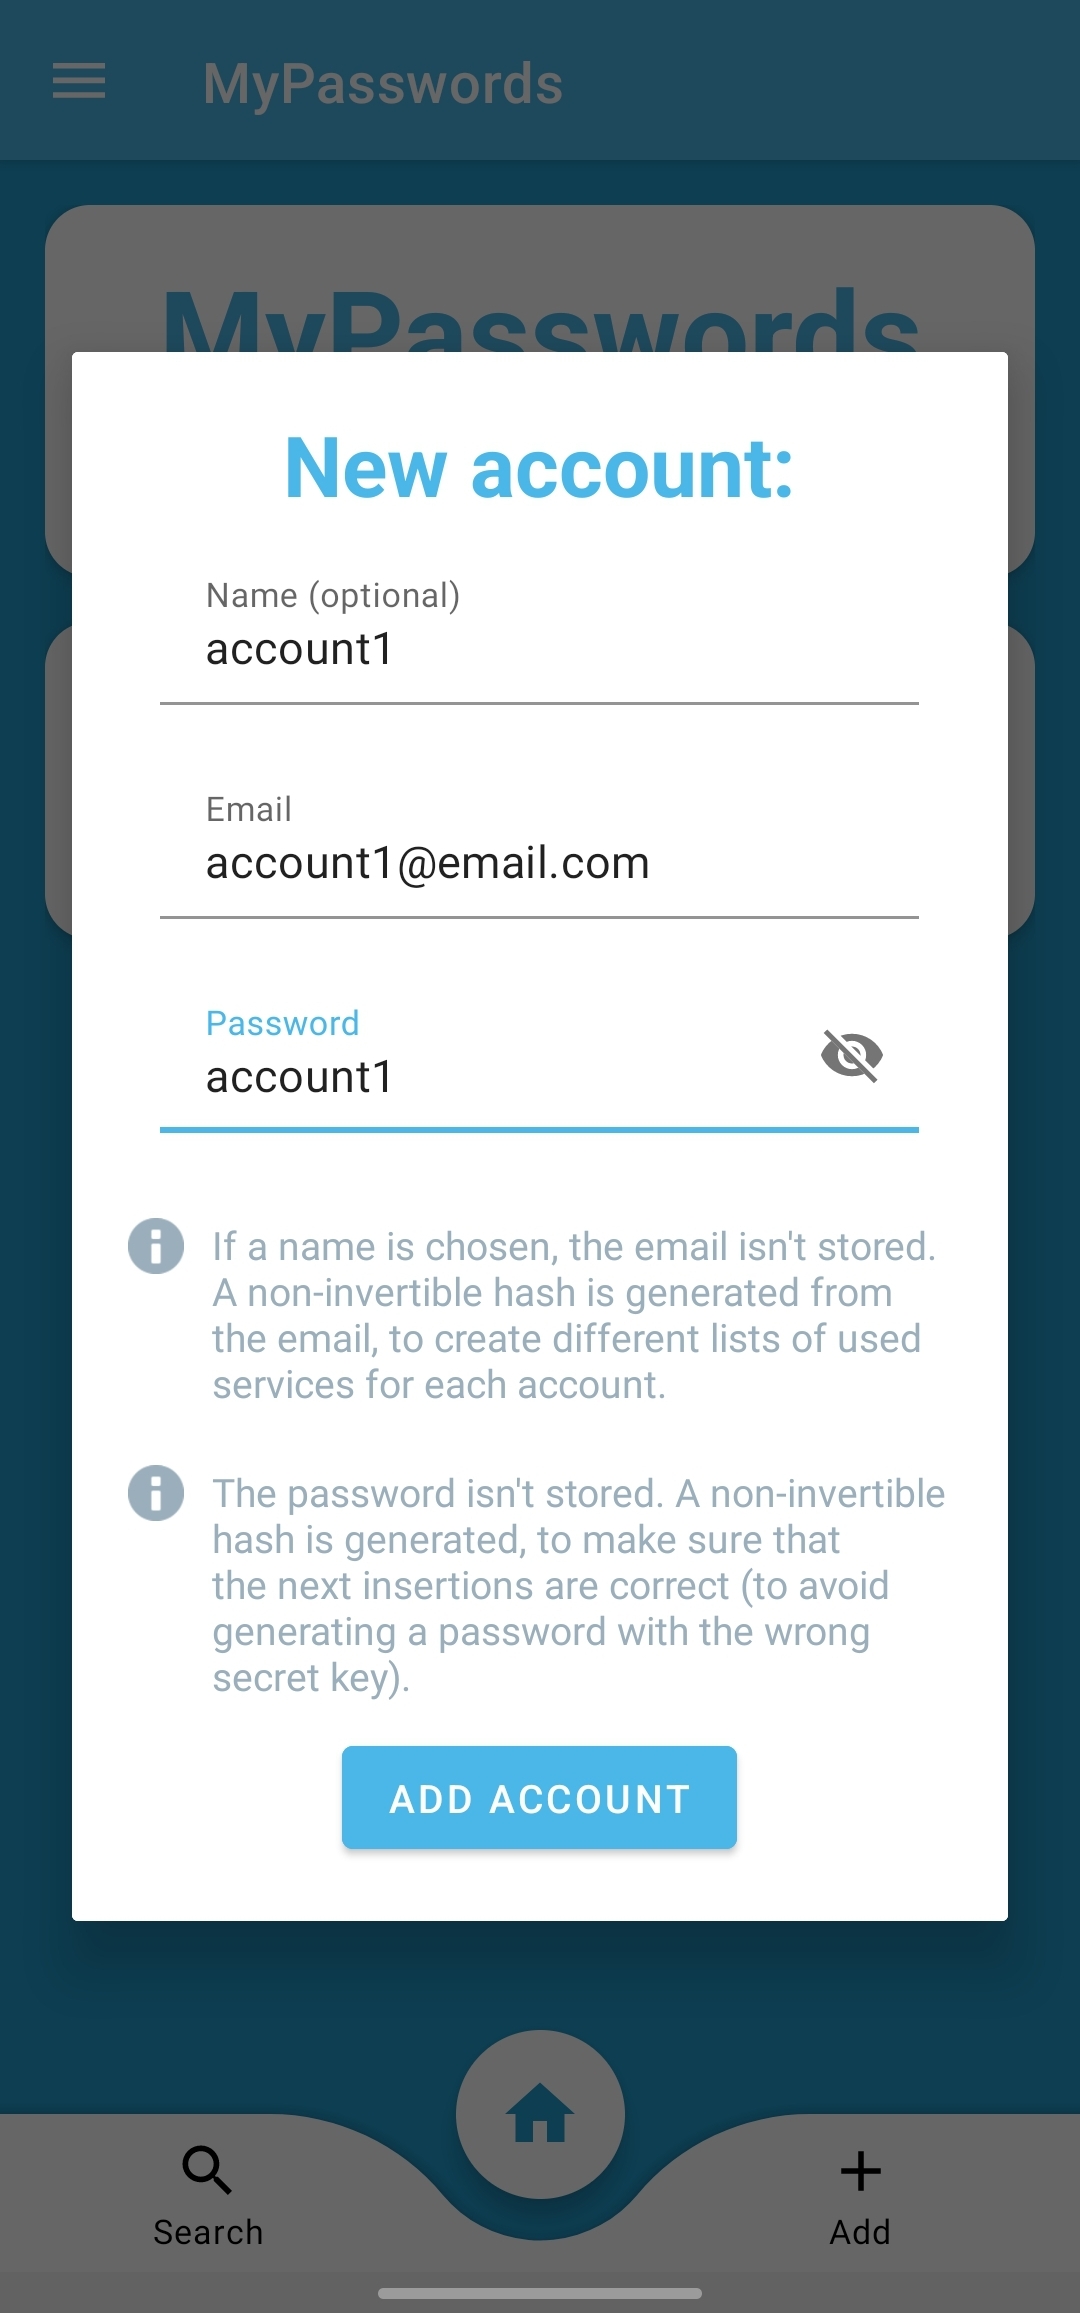 MyPasswords
MyPasswords
New account:
Name (optional)
account1
Email
account1@email.com
Password
account1
If a name is chosen, the email isn't stored.
A non-invertible hash is generated from
the email, to create different lists of used
services for each account.
The password isn't stored. A non-invertible
hash is generated, to make sure that
the next insertions are correct (to avoid
generating a password with the wrong
secret key).
ADD ACCOUNT
Search
Add